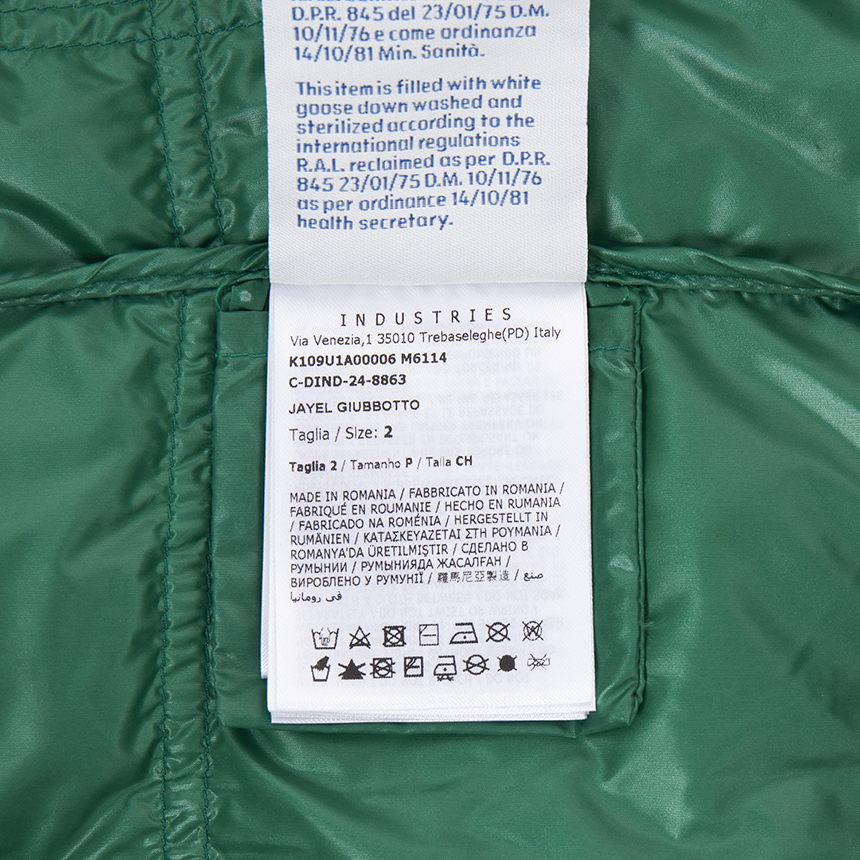 D.P.R. 845 del 23/01/75 D.M.
10/11/76 e come ordinanza
14/10/81 Min. Sanità.
This item is filled with white
goose down washed and
sterilized according to the
international regulations
R.A.L. reclaimed as per D.P.R.
845 23/01/75 D.M. 10/11/76
as per ordinance 14/10/81
health secretary.
INDUSTRIES
Via Venezia,1 35010 Trebaseleghe(PD) Italy
K109U1A00006 M6114
C-DIND-24-8863
JAYEL GIUBBOTTO
Taglia / Size: 2
Taglia 2 / Tamanho P / Talla CH
MADE IN ROMANIA / FABBRICATO IN ROMANIA /
FABRIQUÉ EN ROUMANIE / HECHO EN RUMANIA
/ FABRICADO NA ROMÉNIA / HERGESTELLT IN
RUMÄNIEN / ΚΑΤΑΣΚΕΥΑΖΕΤΑΙ ΣΤΗ ΡΟΥΜΑΝΙΑ /
ROMANYA'DA ÜRETILMIŞTIR / СДЕЛАНО В
РУМЫНИИ / РУМЫНИЯДА ЖАСАЛҒАН /
ВИРОБЛЕНО У РУМУНІЇ / 羅馬尼亞製造 / صنع
في رومانيا